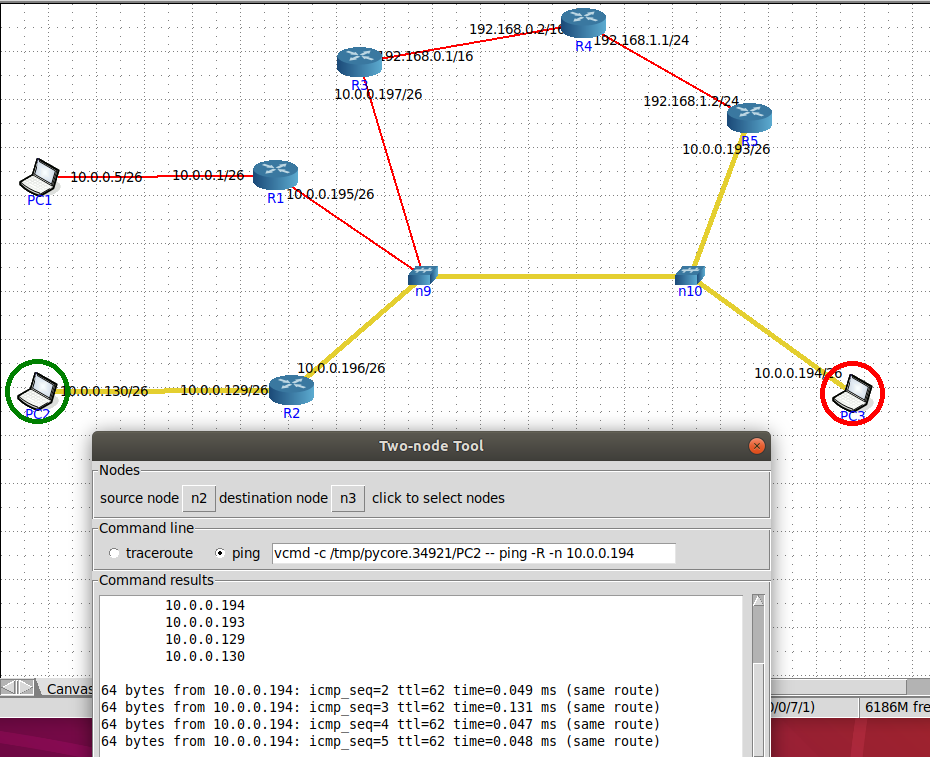 192.168.0.2/16
R4
192.168.1.1/24
192.168.0.1/16
R3
10.0.0.197/26
192.168.1.2/24
R5
10.0.0.193/26
10.0.0.5/26
10.0.0.1/26
PC1
R1
10.0.0.195/26
n9
n10
10.0.0.196/26
10.0.0.194/26
10.0.0.130/26
10.0.0.129/26
PC2
R2
PC3
Two-node Tool
Nodes
source node n2 destination node n3 click to select nodes
Command line
traceroute ping vcmd -c /tmp/pycore.34921/PC2 -- ping -R -n 10.0.0.194
Command results
10.0.0.194
10.0.0.193
10.0.0.129
10.0.0.130
64 bytes from 10.0.0.194: icmp_seq=2 ttl=62 time=0.049 ms (same route)
64 bytes from 10.0.0.194: icmp_seq=3 ttl=62 time=0.131 ms (same route)
64 bytes from 10.0.0.194: icmp_seq=4 ttl=62 time=0.047 ms (same route)
64 bytes from 10.0.0.194: icmp_seq=5 ttl=62 time=0.048 ms (same route)
Canvas
0/0/7/1)
6186M fre